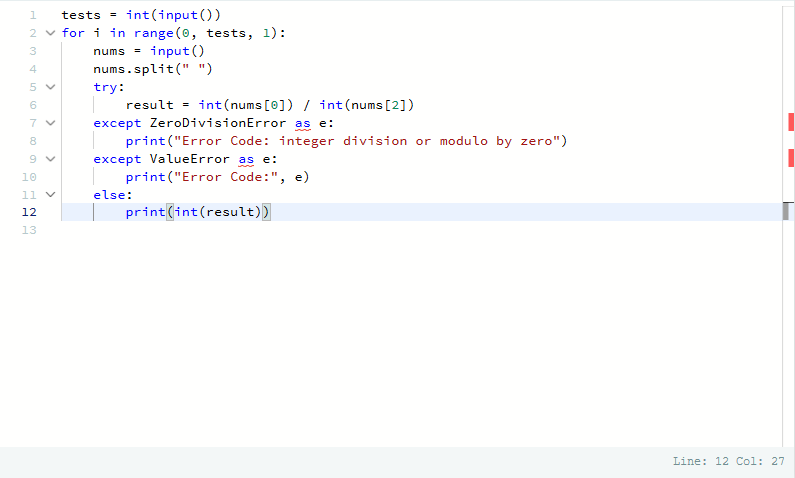 1 tests = int(input())
2 for i in range(0, tests, 1):
3     nums = input()
4     nums.split(" ")
5     try:
6         result = int(nums[0]) / int(nums[2])
7     except ZeroDivisionError as e:
8         print("Error Code: integer division or modulo by zero")
9     except ValueError as e:
10         print("Error Code:", e)
11     else:
12         print(int(result))
13
Line: 12 Col: 27